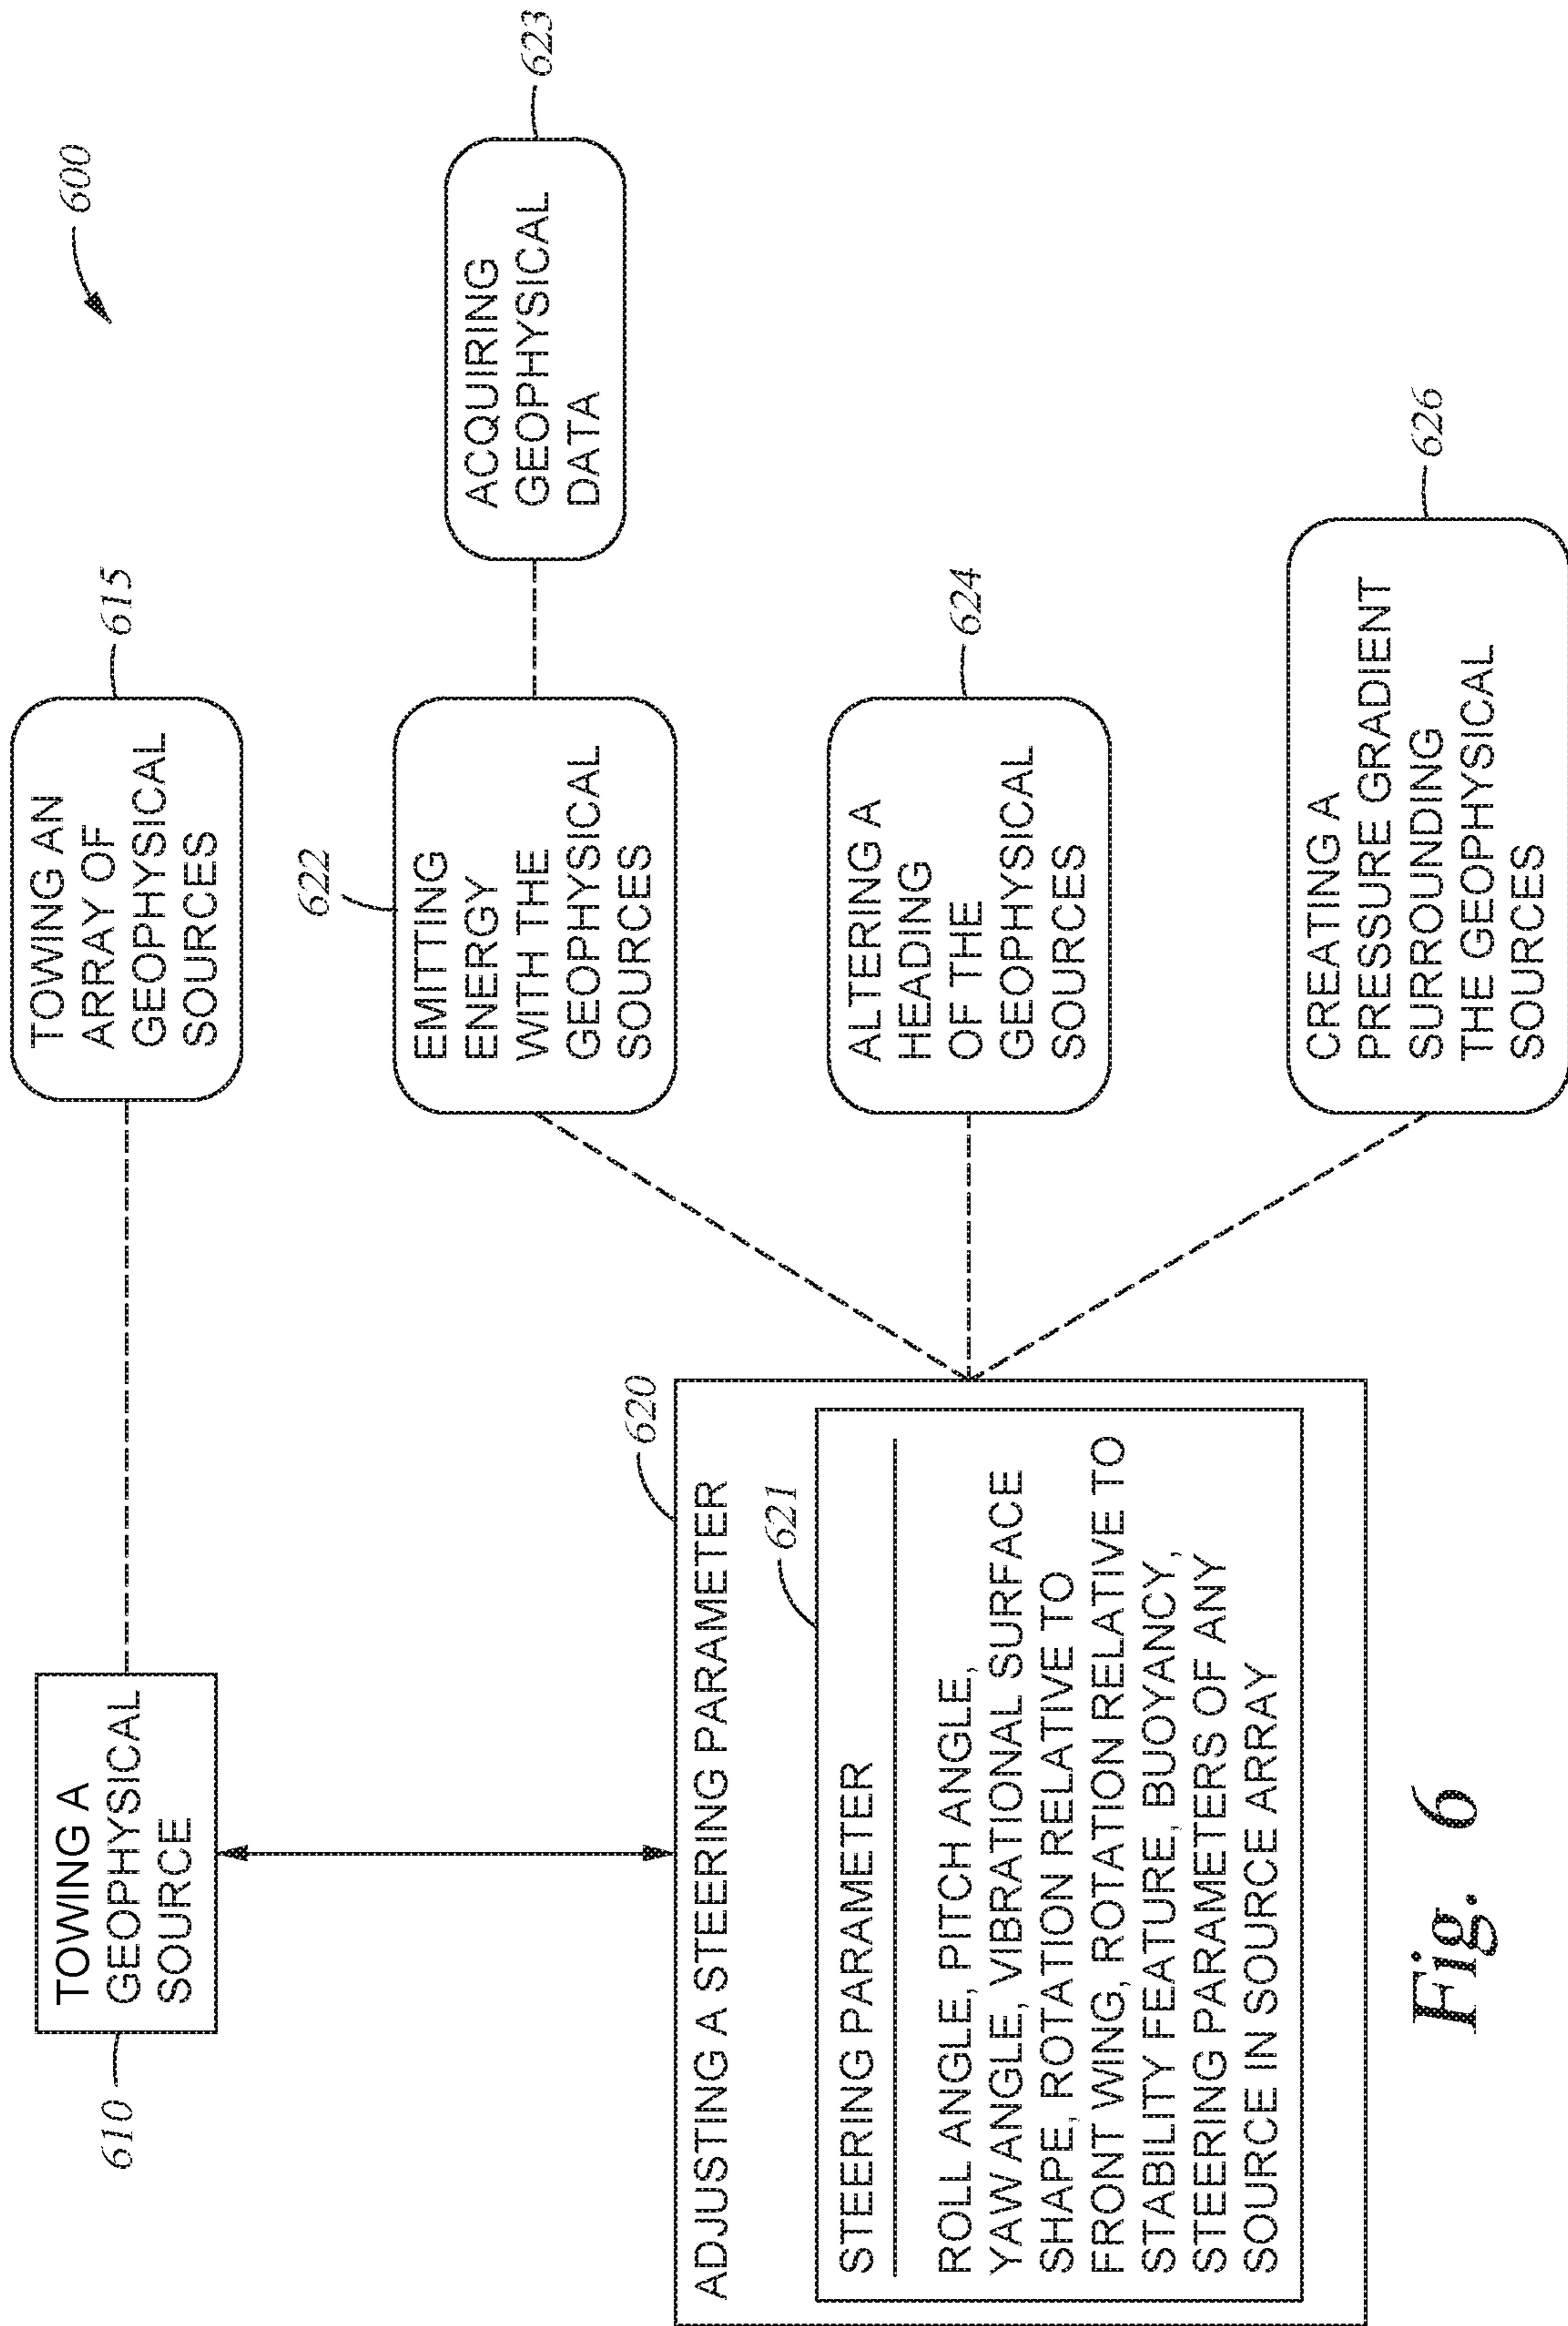 600
610
TOWING A
GEOPHYSICAL
SOURCE
615
TOWING AN
ARRAY OF
GEOPHYSICAL
SOURCES
620
ADJUSTING A STEERING PARAMETER
621
STEERING PARAMETER
ROLL ANGLE, PITCH ANGLE,
YAW ANGLE, VIBRATIONAL SURFACE
SHAPE, ROTATION RELATIVE TO
FRONT WING, ROTATION RELATIVE TO
STABILITY FEATURE, BUOYANCY,
STEERING PARAMETERS OF ANY
SOURCE IN SOURCE ARRAY
622
EMITTING
ENERGY
WITH THE
GEOPHYSICAL
SOURCES
623
ACQUIRING
GEOPHYSICAL
DATA
624
ALTERING A
HEADING
OF THE
GEOPHYSICAL
SOURCES
626
CREATING A
PRESSURE GRADIENT
SURROUNDING
THE GEOPHYSICAL
SOURCES
Fig. 6